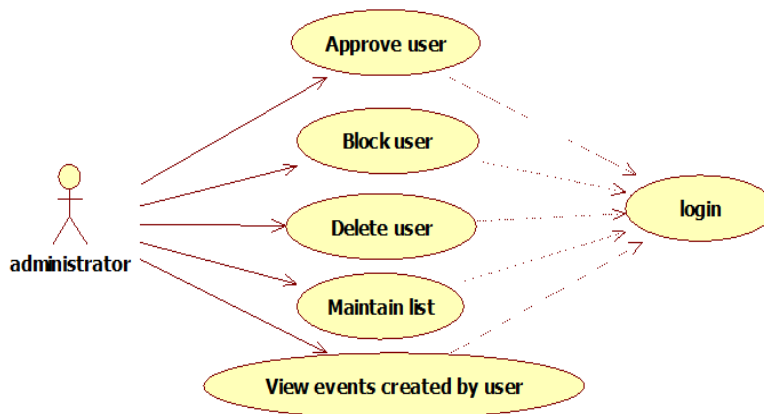 Approve user
Block user
login
Delete user
administrator
Maintain list
View events created by user